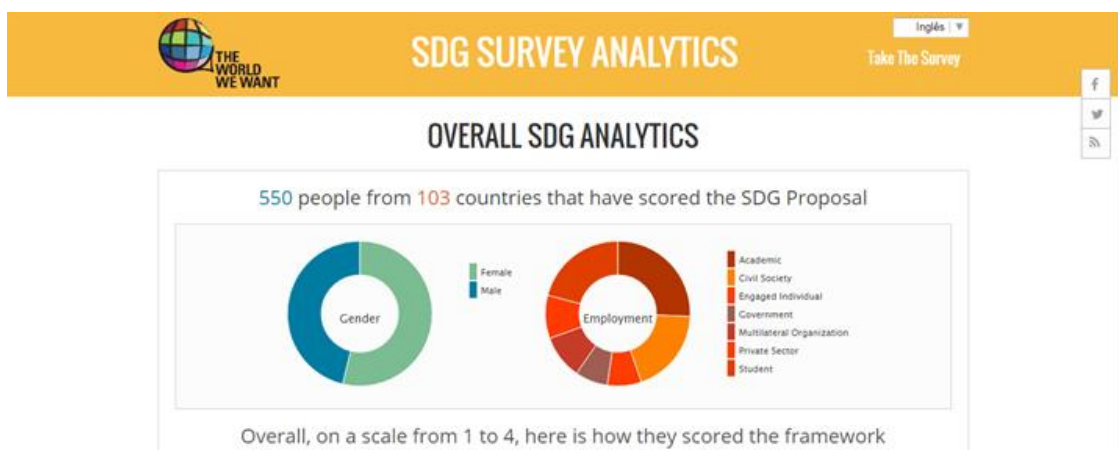 THE
WORLD
WE WANT
SDG SURVEY ANALYTICS
Inglês
Take The Survey
OVERALL SDG ANALYTICS
550 people from 103 countries that have scored the SDG Proposal
Gender
Female
Male
Employment
Academic
Civil Society
Engaged Individual
Government
Multilateral Organization
Private Sector
Student
Overall, on a scale from 1 to 4, here is how they scored the framework